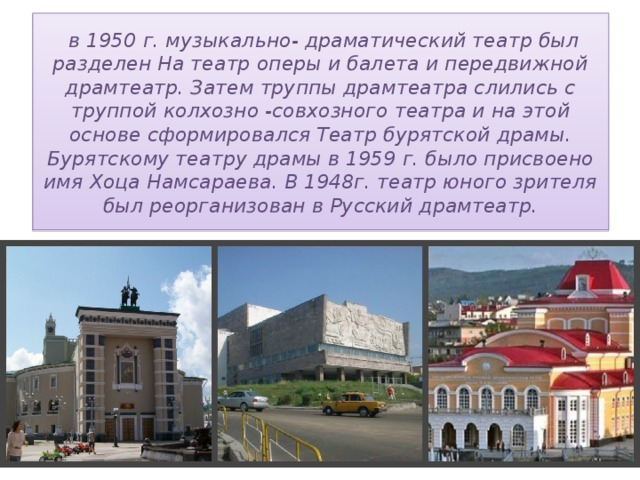 в 1950 г. музыкально- драматический театр был
разделен На театр оперы и балета и передвижной
драмтеатр. Затем труппы драмтеатра слились с
труппой колхозно -совхозного театра и на этой
основе сформировался Театр бурятской драмы.
Бурятскому театру драмы в 1959 г. было присвоено
имя Хоца Намсараева. В 1948г. театр юного зрителя
был реорганизован в Русский драмтеатр.